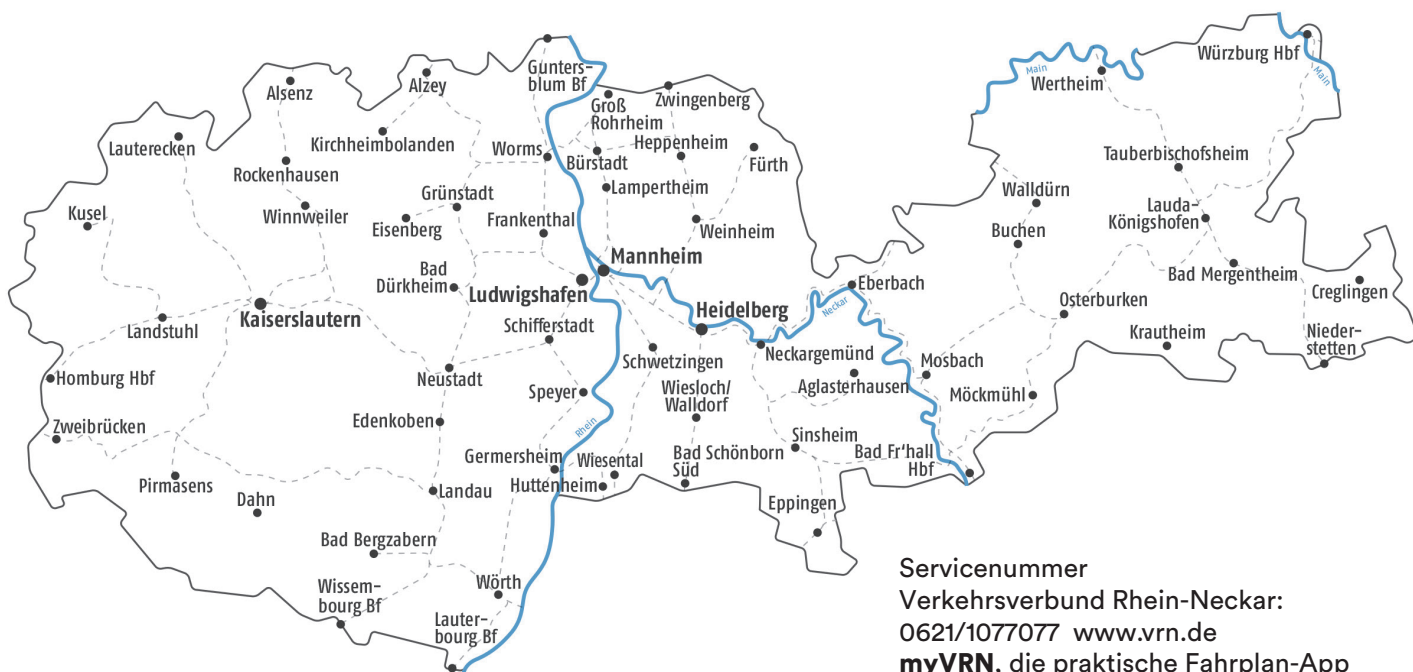 Alsenz
Alzey
Gunters-
blum Bf
Groß
Rohrheim
Zwingenberg
Main
Wertheim
Würzburg Hbf
Main
Lauterecken
Kirchheimbolanden
Rockenhausen
Worms
Bürstadt
Heppenheim
Fürth
Tauberbischofsheim
Kusel
Winnweiler
Grünstadt
Eisenberg
Frankenthal
Lampertheim
Weinheim
Walldürn
Buchen
Lauda-
Königshofen
Bad Mergentheim
Creglingen
Bad
Dürkheim
Mannheim
Ludwigshafen
Heidelberg
Neckar
Eberbach
Osterburken
Landstuhl
Kaiserslautern
Schifferstadt
Schwetzingen
Neckargemünd
Krautheim
Nieder-
stetten
Homburg Hbf
Neustadt
Speyer
Wiesloch/
Walldorf
Aglasterhausen
Mosbach
Möckmühl
Zweibrücken
Edenkoben
Rhein
Pirmasens
Dahn
Landau
Germersheim
Huttenheim
Wiesental
Bad Schönborn
Süd
Sinsheim
Bad Fr‘hall
Hbf
Eppingen
Bad Bergzabern
Wissem-
bourg Bf
Wörth
Lauter-
bourg Bf
Servicenummer
Verkehrsverbund Rhein-Neckar:
0621/1077077 www.vrn.de
myVRN, die praktische Fahrplan-App